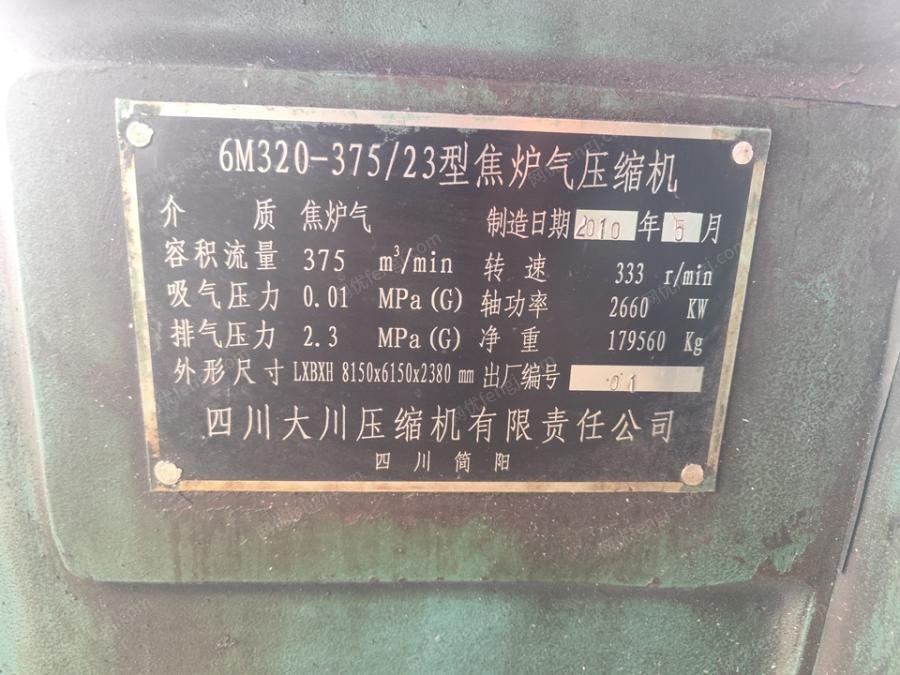 6M320-375/23型焦炉气压缩机
介 质 焦炉气 制造日期 2010 年 5 月
容积流量 375 m³/min 转速 333 r/min
吸气压力 0.01 MPa(G) 轴功率 2660 KW
排气压力 2.3 MPa(G) 净重 179560 Kg
外形尺寸 LXBXH 8150x6150x2380 mm 出厂编号 01
四川大川压缩机有限责任公司
四川简阳